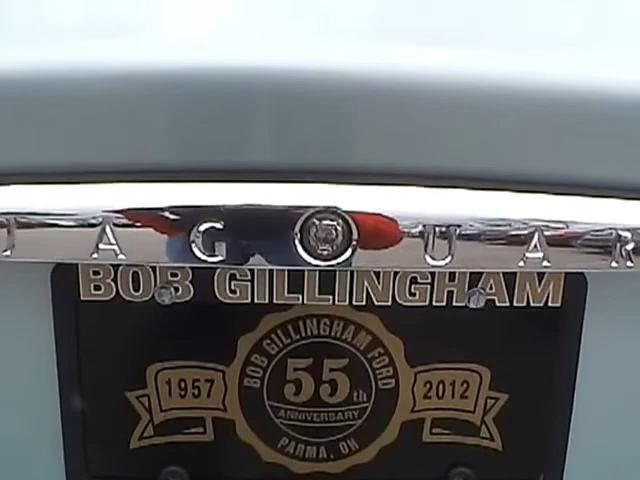 JAGUAR
BOB GILLINGHAM
BOB GILLINGHAM FORD
1957
55th
2012
ANNIVERSARY
PARMA, OH